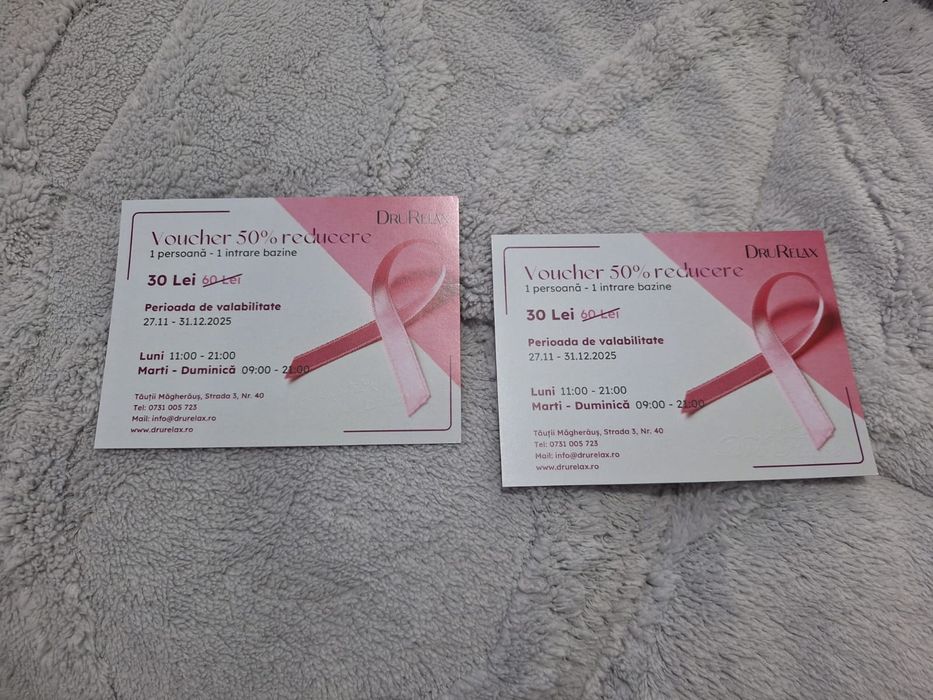 DRURELAX
Voucher 50% reducere
1 persoană - 1 intrare bazine
30 Lei 60 Lei
Perioada de valabilitate
27.11 - 31.12.2025
Luni 11:00 - 21:00
Marti - Duminică 09:00 - 21:00
Tăuții Măgherăuș, Strada 3, Nr. 40
Tel: 0731 005 723
Mail: info@drurelax.ro
www.drurelax.ro
DRURELAX
Voucher 50% reducere
1 persoană - 1 intrare bazine
30 Lei 60 Lei
Perioada de valabilitate
27.11 - 31.12.2025
Luni 11:00 - 21:00
Marti - Duminică 09:00 - 21:00
Tăuții Măgherăuș, Strada 3, Nr. 40
Tel: 0731 005 723
Mail: info@drurelax.ro
www.drurelax.ro